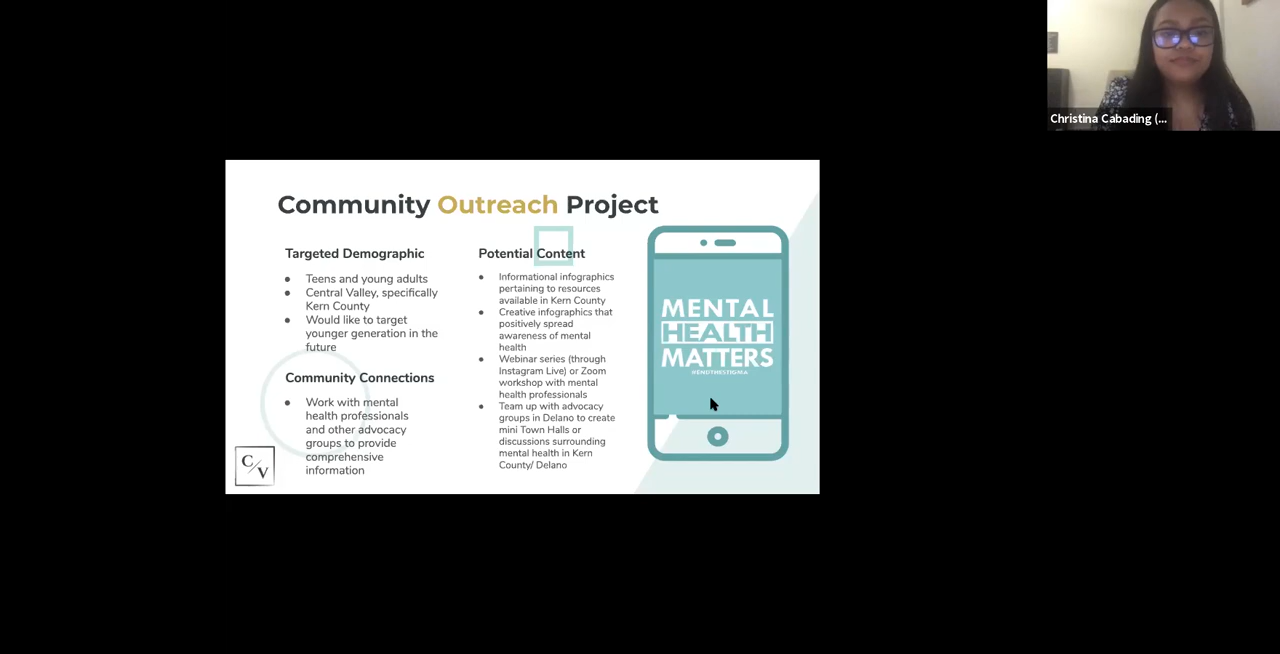 Christina Cabading (...
Community Outreach Project
Targeted Demographic
● Teens and young adults
● Central Valley, specifically
Kern County
● Would like to target
younger generation in the
future
Community Connections
● Work with mental
health professionals
and other advocacy
groups to provide
comprehensive
information
Potential Content
● Informational infographics
pertaining to resources
available in Kern County
● Creative infographics that
positively spread
awareness of mental
health
● Webinar series (through
Instagram Live) or Zoom
workshop with mental
health professionals
● Team up with advocacy
groups in Delano to create
mini Town Halls or
discussions surrounding
mental health in Kern
County/ Delano
MENTAL
HEALTH
MATTERS
#ENDTHESTIGMA
C/V